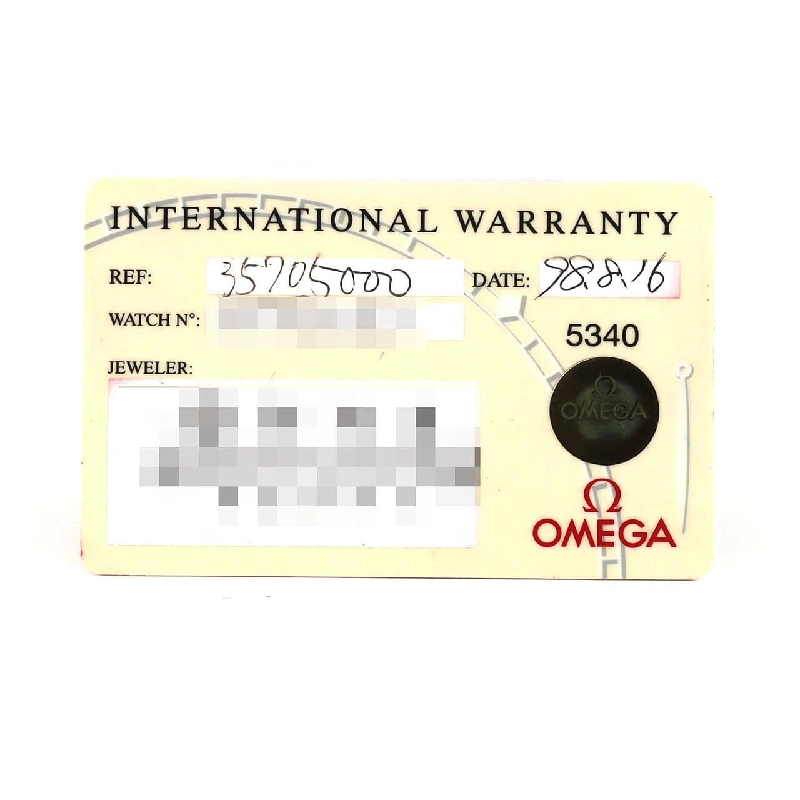 INTERNATIONAL WARRANTY
REF: 35705000 DATE: 98.8.16
WATCH N°:
5340
JEWELER:
Ω
OMEGA
Ω
OMEGA